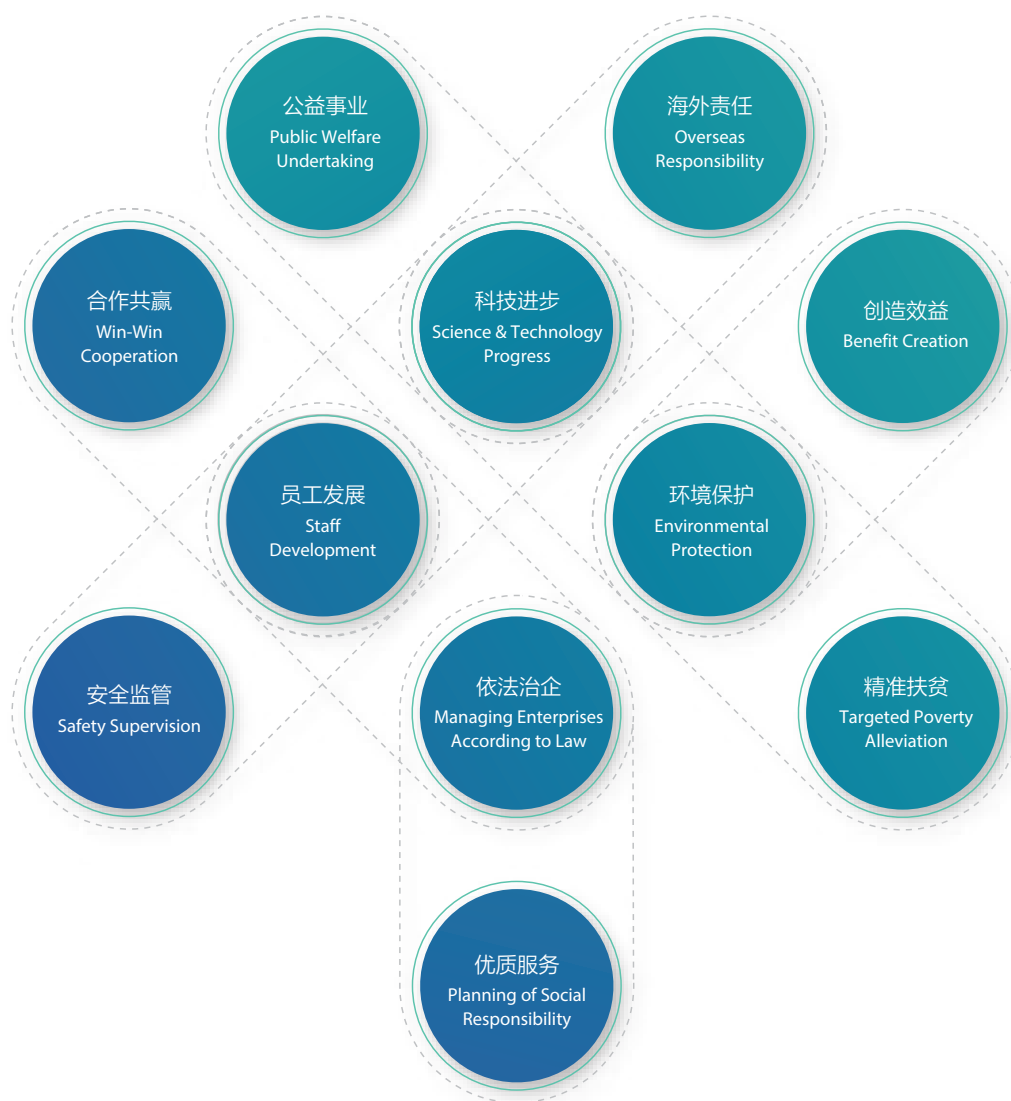 公益事业
Public Welfare
Undertaking
海外责任
Overseas
Responsibility
合作共赢
Win-Win
Cooperation
科技进步
Science & Technology
Progress
创造效益
Benefit Creation
员工发展
Staff
Development
环境保护
Environmental
Protection
安全监管
Safety Supervision
依法治企
Managing Enterprises
According to Law
精准扶贫
Targeted Poverty
Alleviation
优质服务
Planning of Social
Responsibility